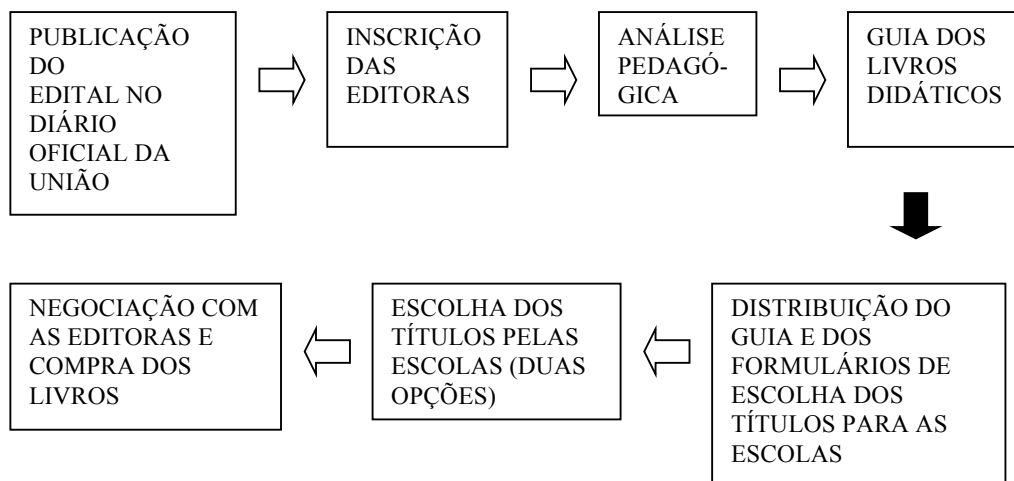 PUBLICAÇÃO
DO
EDITAL NO
DIÁRIO
OFICIAL DA
UNIÃO
INSCRIÇÃO
DAS
EDITORAS
ANÁLISE
PEDAGÓ-
GICA
GUIA DOS
LIVROS
DIDÁTICOS
DISTRIBUIÇÃO DO
GUIA E DOS
FORMULÁRIOS DE
ESCOLHA DOS
TÍTULOS PARA AS
ESCOLAS
ESCOLHA DOS
TÍTULOS PELAS
ESCOLAS (DUAS
OPÇÕES)
NEGOCIAÇÃO COM
AS EDITORAS E
COMPRA DOS
LIVROS